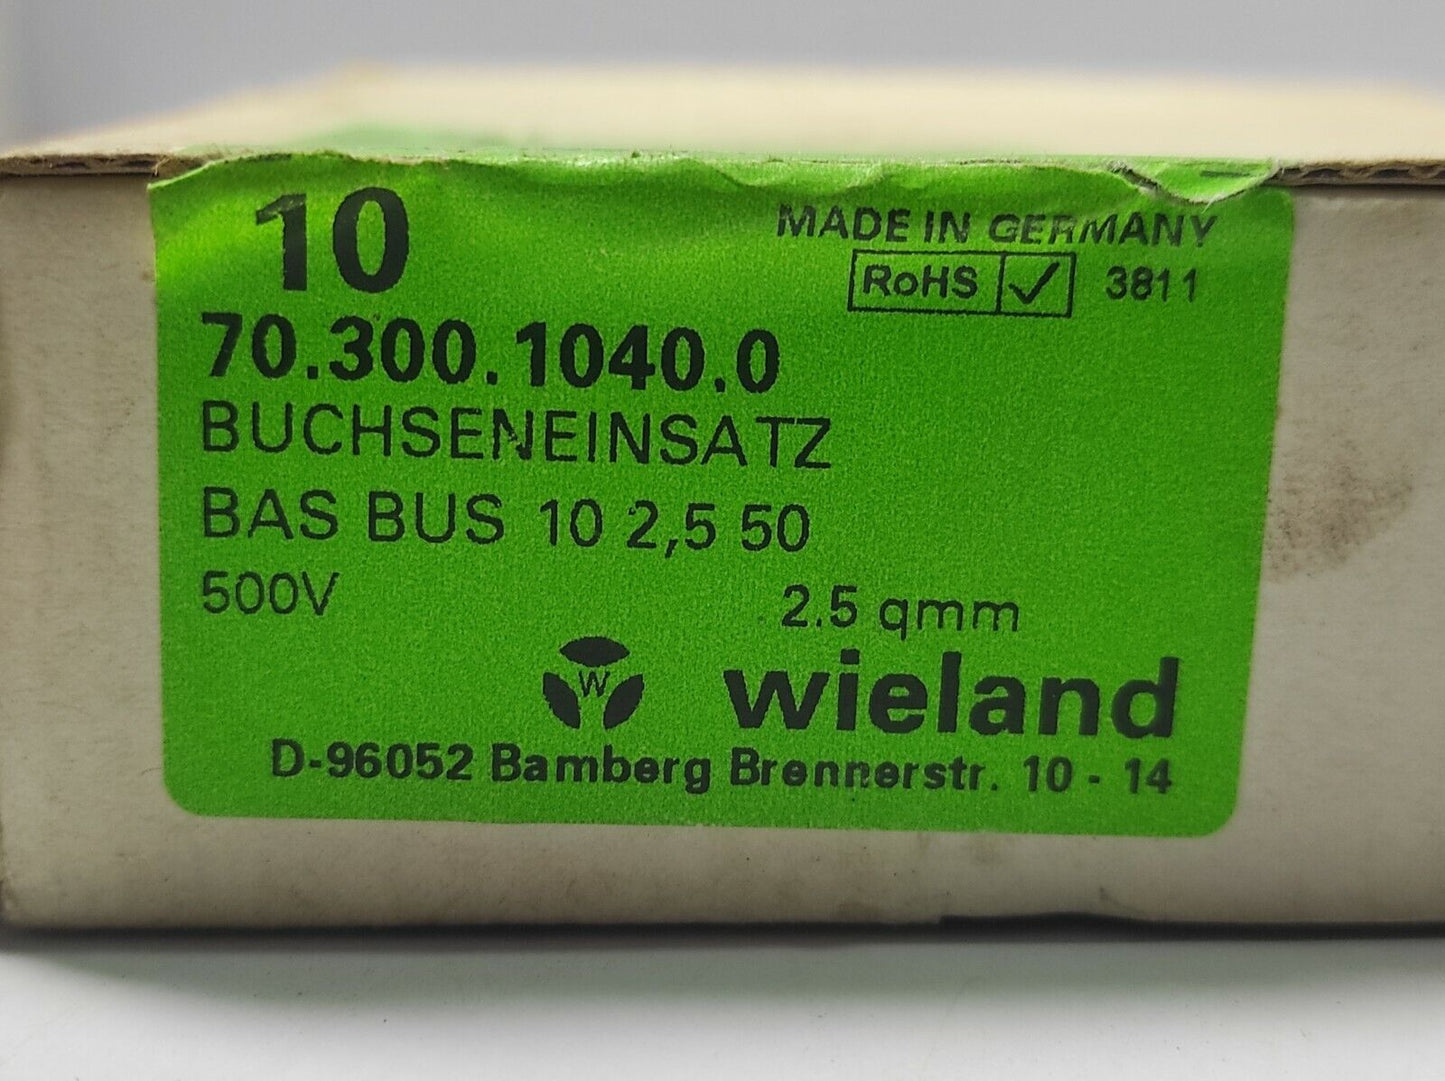 10
MADE IN GERMANY
RoHS ✓ 3811
70.300.1040.0
BUCHSENEINSATZ
BAS BUS 10 2,5 50
500V 2.5 qmm
W wieland
D-96052 Bamberg Brennerstr. 10 - 14